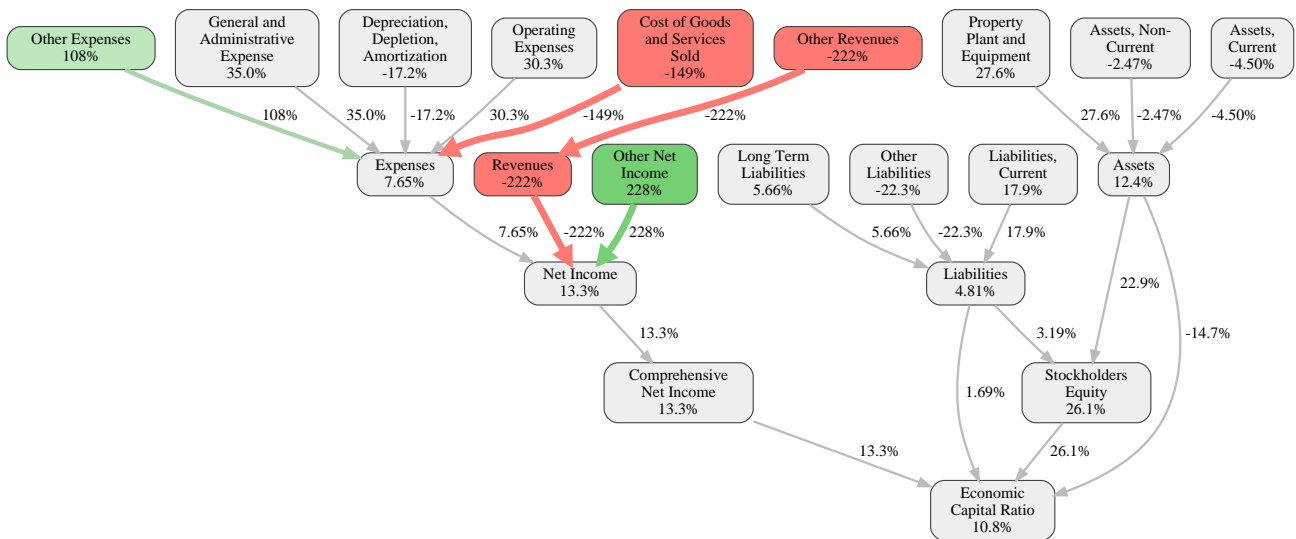 Other Expenses
108%
General and
Administrative
Expense
35.0%
Depreciation,
Depletion,
Amortization
-17.2%
Operating
Expenses
30.3%
Cost of Goods
and Services
Sold
-149%
Other Revenues
-222%
Property
Plant and
Equipment
27.6%
Assets, Non-
Current
-2.47%
Assets,
Current
-4.50%
108%
35.0%
-17.2%
30.3%
-149%
-222%
27.6%
-2.47%
-4.50%
Expenses
7.65%
Revenues
-222%
Other Net
Income
228%
Long Term
Liabilities
5.66%
Other
Liabilities
-22.3%
Liabilities,
Current
17.9%
Assets
12.4%
7.65%
-222%
228%
5.66%
-22.3%
17.9%
Net Income
13.3%
Liabilities
4.81%
22.9%
13.3%
3.19%
-14.7%
Comprehensive
Net Income
13.3%
Stockholders
Equity
26.1%
1.69%
13.3%
26.1%
Economic
Capital Ratio
10.8%